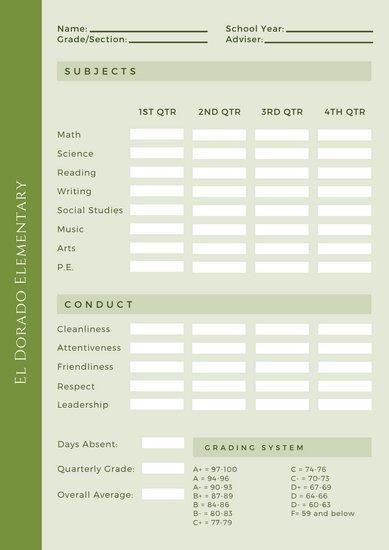 Name: School Year:
Grade/Section: Adviser:
SUBJECTS
1ST QTR 2ND QTR 3RD QTR 4TH QTR
Math
Science
Reading
Writing
Social Studies
Music
Arts
P.E.
CONDUCT
Cleanliness
Attentiveness
Friendliness
Respect
Leadership
Days Absent:
Quarterly Grade:
Overall Average:
GRADING SYSTEM
A+ = 97-100 C = 74-76
A = 94-96 C- = 70-73
A- = 90-93 D+ = 67-69
B+ = 87-89 D = 64-66
B = 84-86 D- = 60-63
B- = 80-83 F= 59 and below
C+ = 77-79
El Dorado Elementary